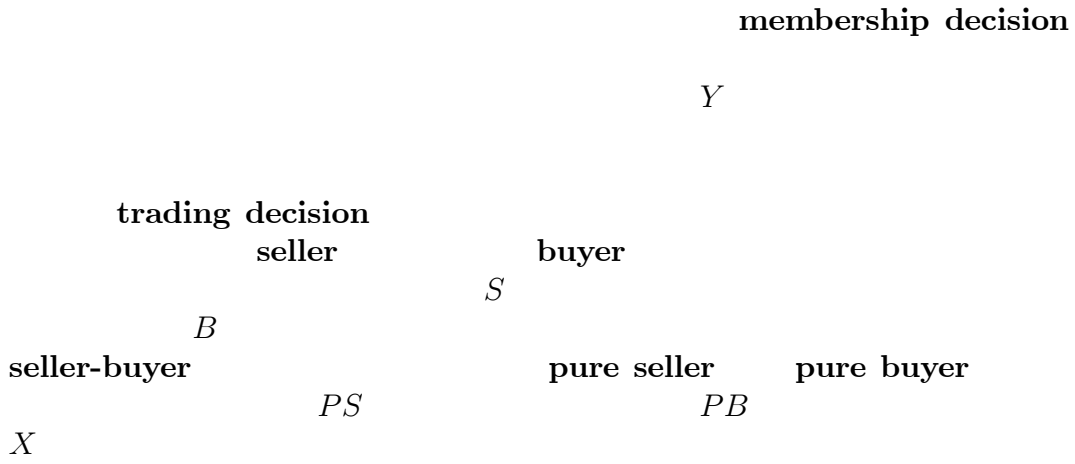 membership decision
Y
trading decision
seller buyer
S
B
seller-buyer pure seller pure buyer
PS PB
X